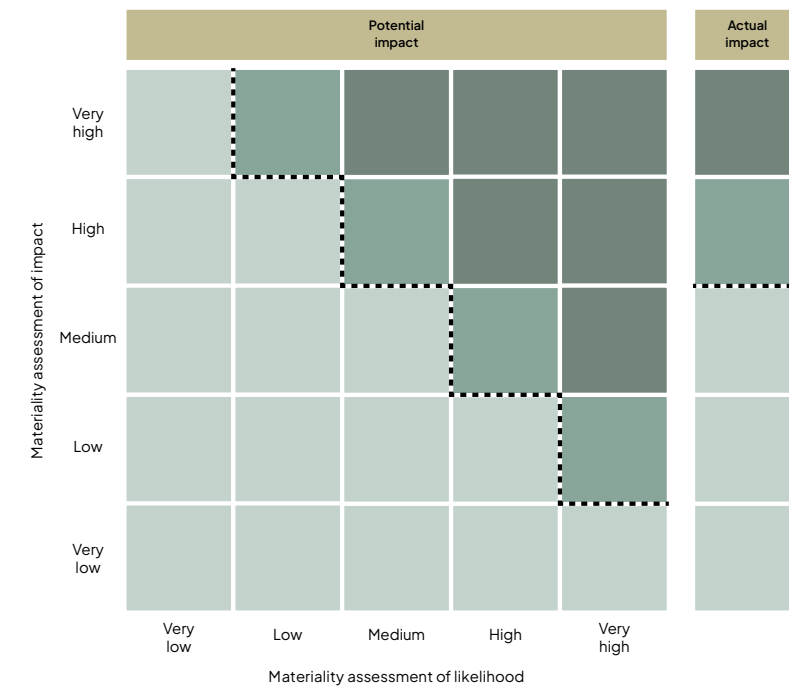 Potential
impact
Actual
impact
Materiality assessment of impact
Very
high
High
Medium
Low
Very
low
Very
low
Low
Medium
High
Very
high
Materiality assessment of likelihood